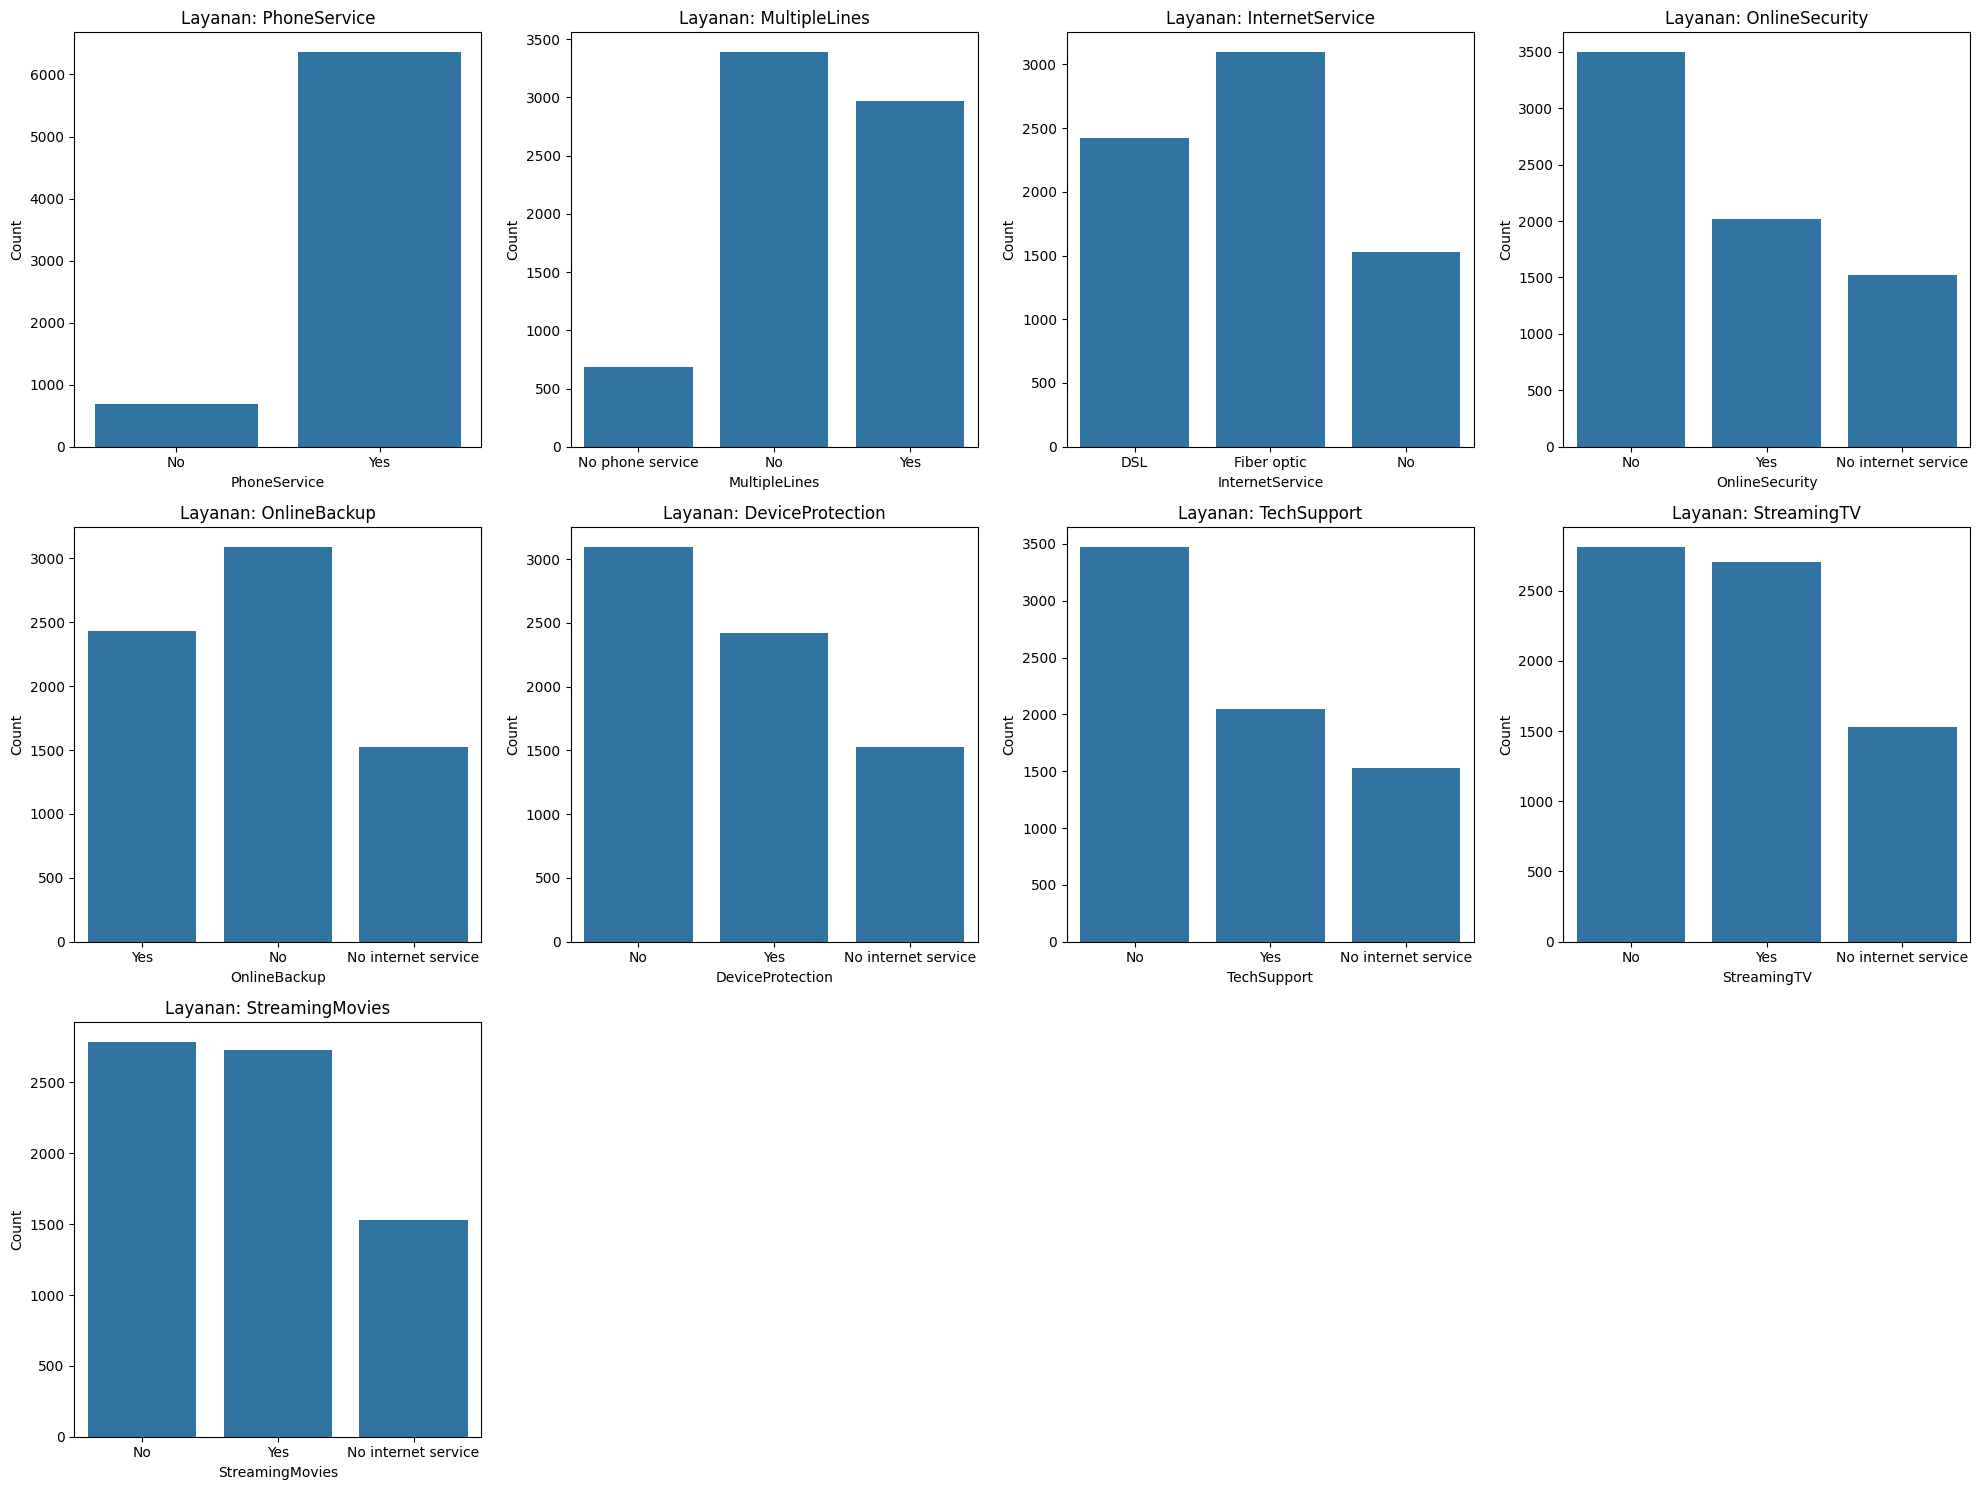 Layanan: PhoneService
6000
5000
4000
3000
2000
1000
0
Count
No Yes
PhoneService
Layanan: MultipleLines
3500
3000
2500
2000
1500
1000
500
0
Count
No phone service No Yes
MultipleLines
Layanan: InternetService
3000
2500
2000
1500
1000
500
0
Count
DSL Fiber optic No
InternetService
Layanan: OnlineSecurity
3500
3000
2500
2000
1500
1000
500
0
Count
No Yes No internet service
OnlineSecurity
Layanan: OnlineBackup
3000
2500
2000
1500
1000
500
0
Count
Yes No No internet service
OnlineBackup
Layanan: DeviceProtection
3000
2500
2000
1500
1000
500
0
Count
No Yes No internet service
DeviceProtection
Layanan: TechSupport
3500
3000
2500
2000
1500
1000
500
0
Count
No Yes No internet service
TechSupport
Layanan: StreamingTV
2500
2000
1500
1000
500
0
Count
No Yes No internet service
StreamingTV
Layanan: StreamingMovies
2500
2000
1500
1000
500
0
Count
No Yes No internet service
StreamingMovies